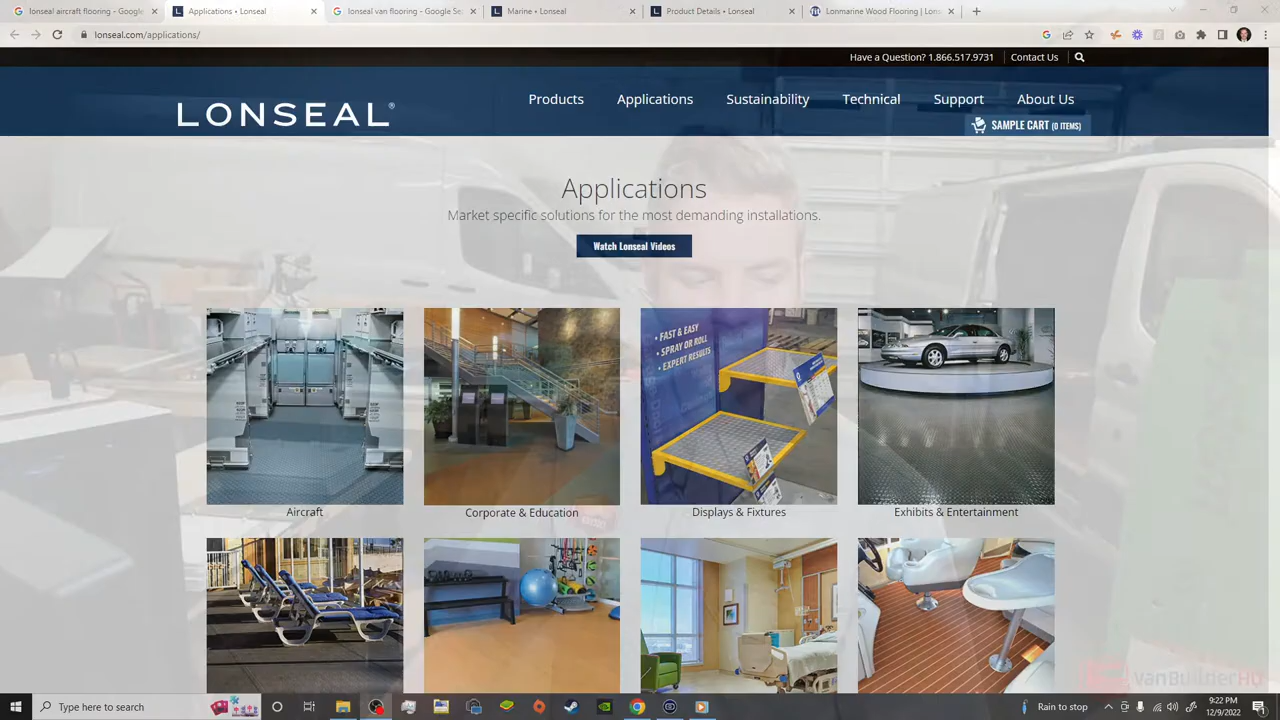 lonseal aircraft flooring - Google
Applications • Lonseal
lonseal van flooring - Google Se
Marine • Lonseal
Product Details • Lonseal
Lonmarine Wood Flooring | Lons
lonseal.com/applications/
Have a Question? 1.866.517.9731
Contact Us
LONSEAL®
Products
Applications
Sustainability
Technical
Support
About Us
SAMPLE CART (0 ITEMS)
Applications
Market specific solutions for the most demanding installations.
Watch Lonseal Videos
• FAST & EASY
• SPRAY OR ROLL
• EXPERT RESULTS
Aircraft
Corporate & Education
Displays & Fixtures
Exhibits & Entertainment
VanBuilderHQ
Type here to search
Rain to stop
9:22 PM
12/9/2022